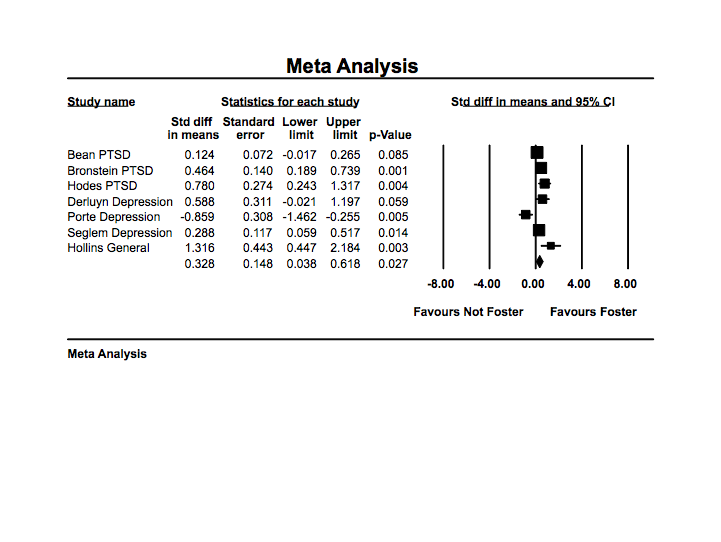 Meta Analysis
Study name Statistics for each study Std diff in means and 95% CI
Std diff Standard Lower Upper
in means error limit limit p-Value
Bean PTSD 0.124 0.072 -0.017 0.265 0.085
Bronstein PTSD 0.464 0.140 0.189 0.739 0.001
Hodes PTSD 0.780 0.274 0.243 1.317 0.004
Derluyn Depression 0.588 0.311 -0.021 1.197 0.059
Porte Depression -0.859 0.308 -1.462 -0.255 0.005
Seglem Depression 0.288 0.117 0.059 0.517 0.014
Hollins General 1.316 0.443 0.447 2.184 0.003
0.328 0.148 0.038 0.618 0.027
-8.00 -4.00 0.00 4.00 8.00
Favours Not Foster Favours Foster
Meta Analysis